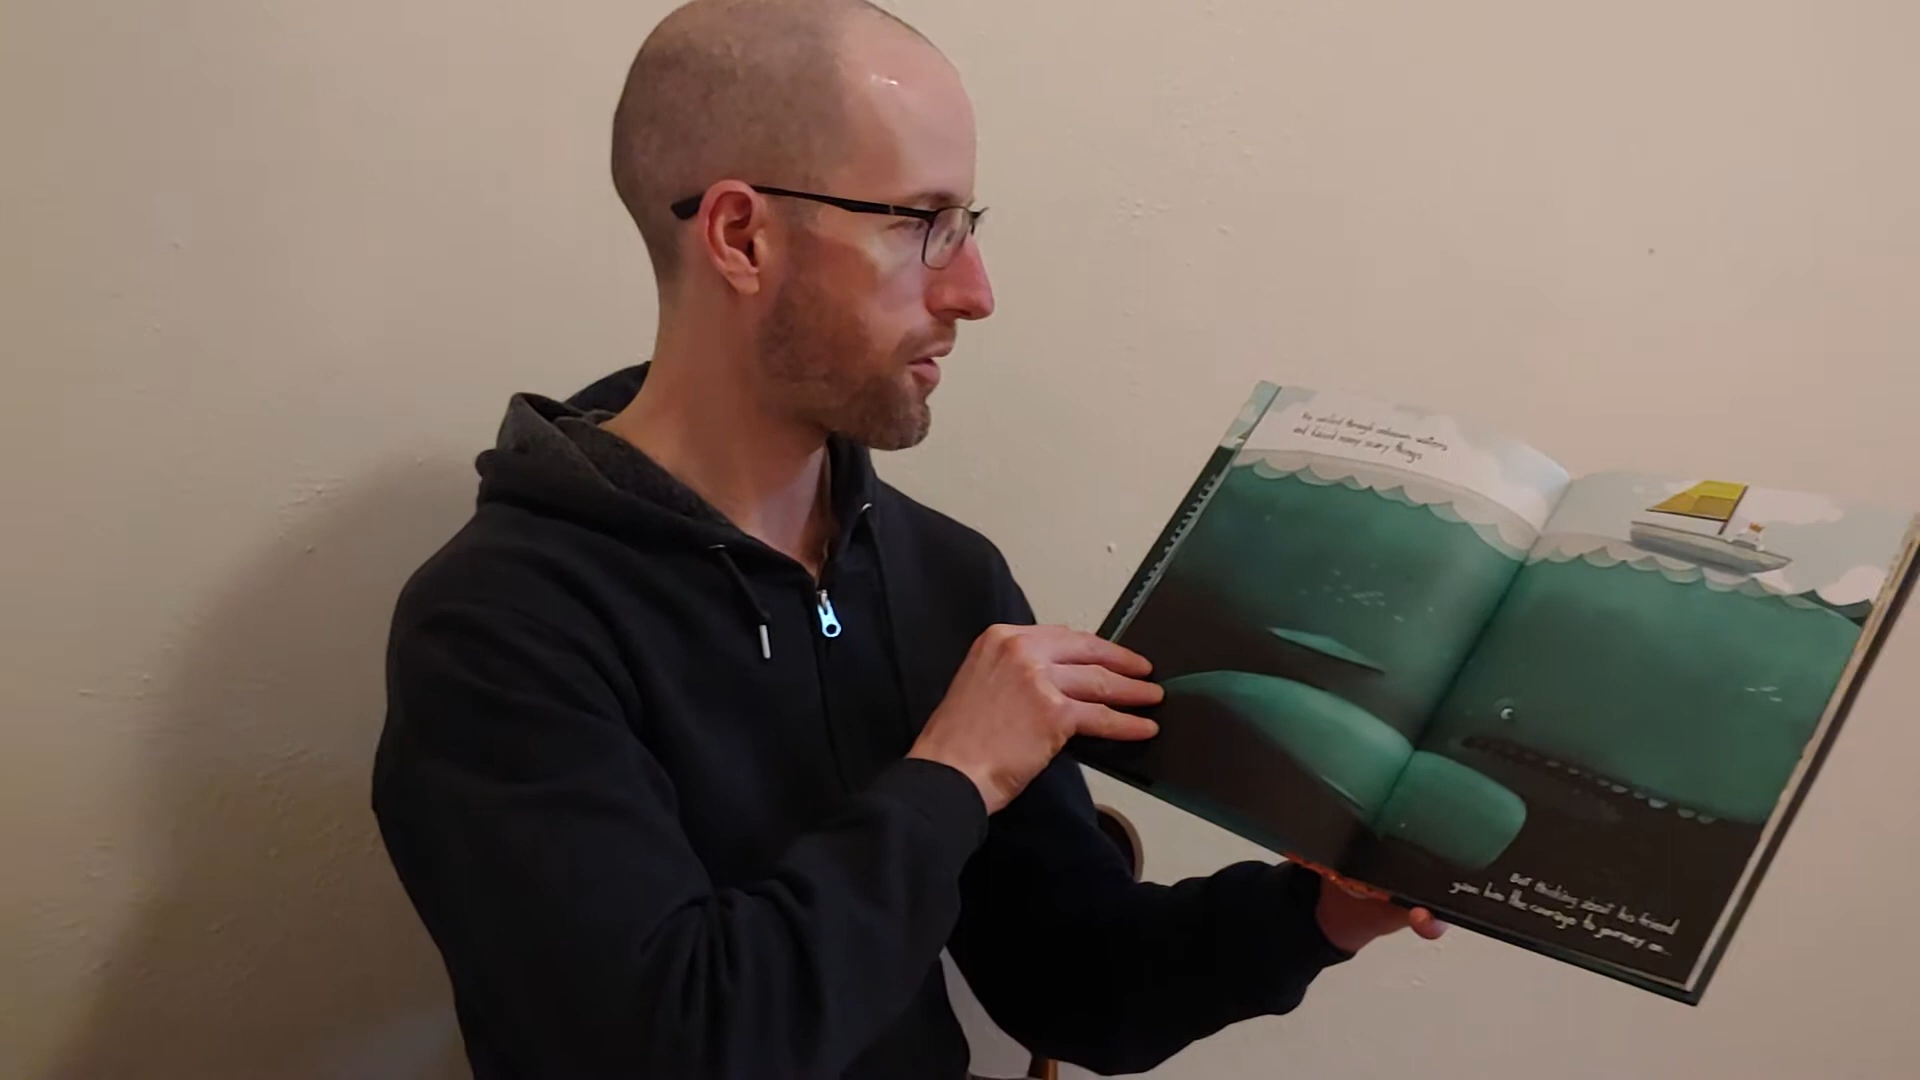 He sailed through unknown waters
and faced many scary things
But thinking about his friend
gave him the courage to journey on...